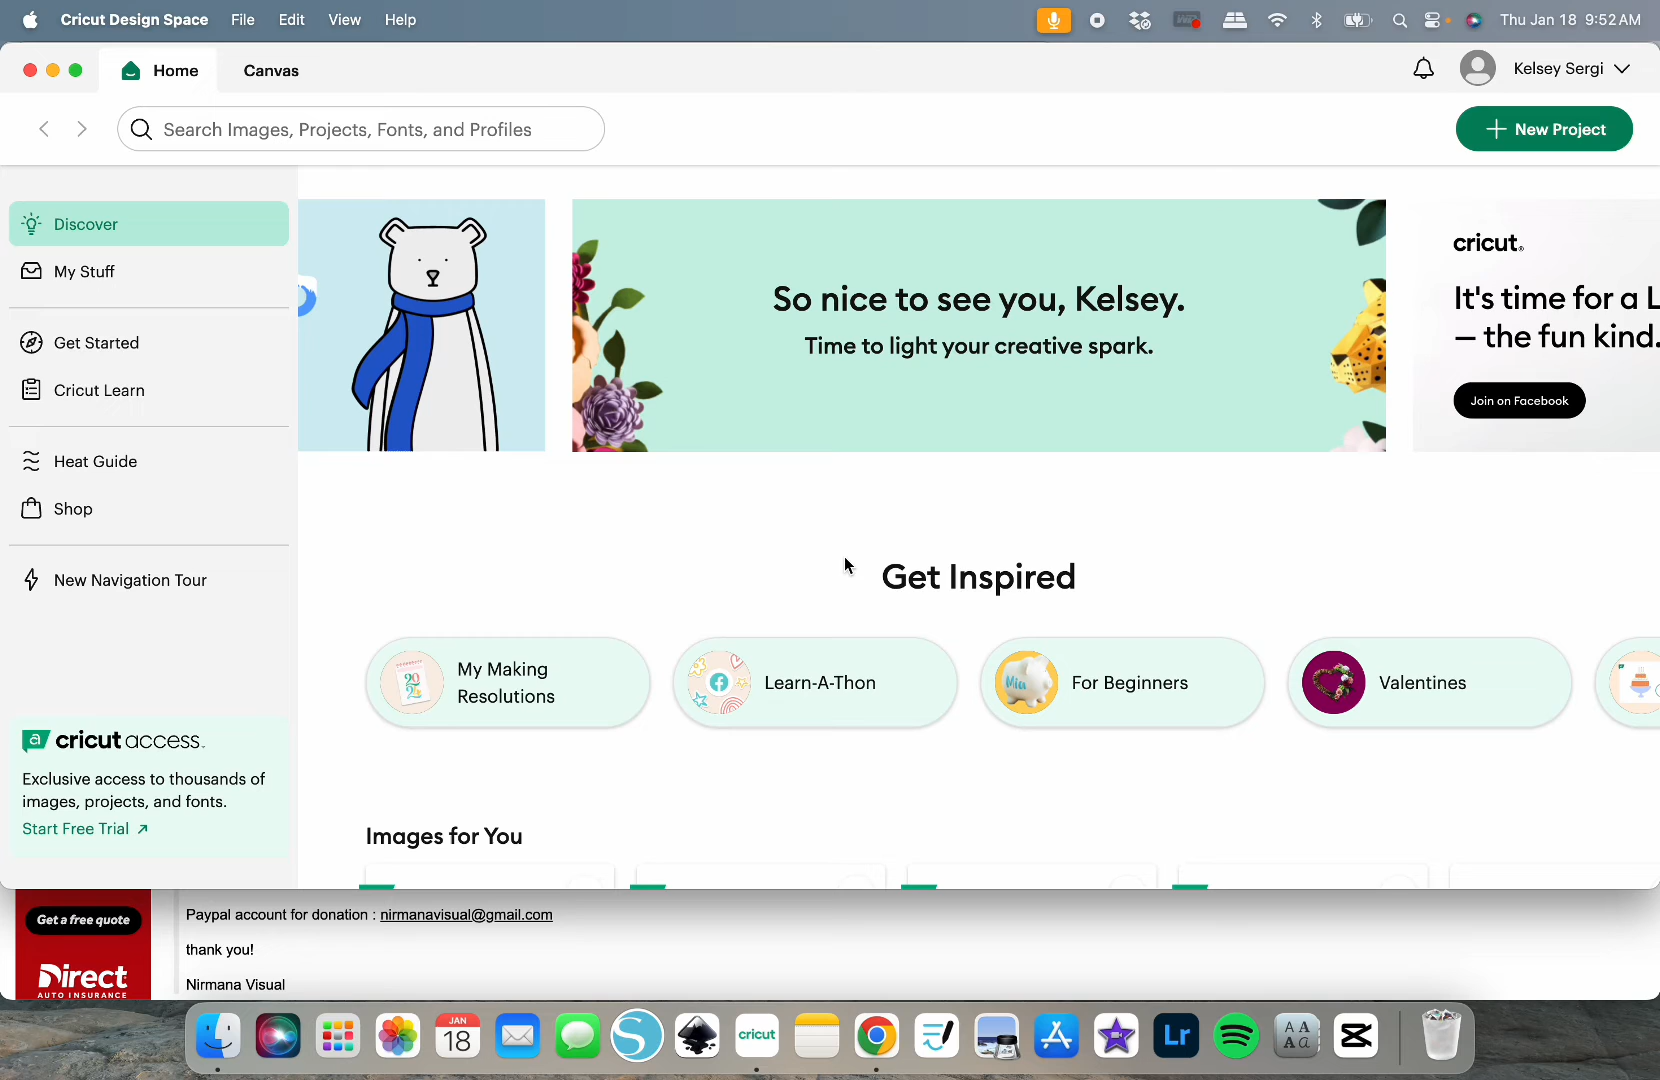 Cricut Design Space File Edit View Help
Thu Jan 18 9:52 AM
Home
Canvas
Kelsey Sergi
Search Images, Projects, Fonts, and Profiles
New Project
Discover
My Stuff
Get Started
Cricut Learn
Heat Guide
Shop
New Navigation Tour
cricut access.
Exclusive access to thousands of
images, projects, and fonts.
Start Free Trial
So nice to see you, Kelsey.
Time to light your creative spark.
cricut
It's time for a L
— the fun kind.
Join on Facebook
Get Inspired
My Making
Resolutions
Learn-A-Thon
Mia
For Beginners
Valentines
Images for You
Get a free quote
Direct
AUTO INSURANCE
Paypal account for donation : nirmanavisual@gmail.com
thank you!
Nirmana Visual
JAN
18
cricut
Lr
A A
A a